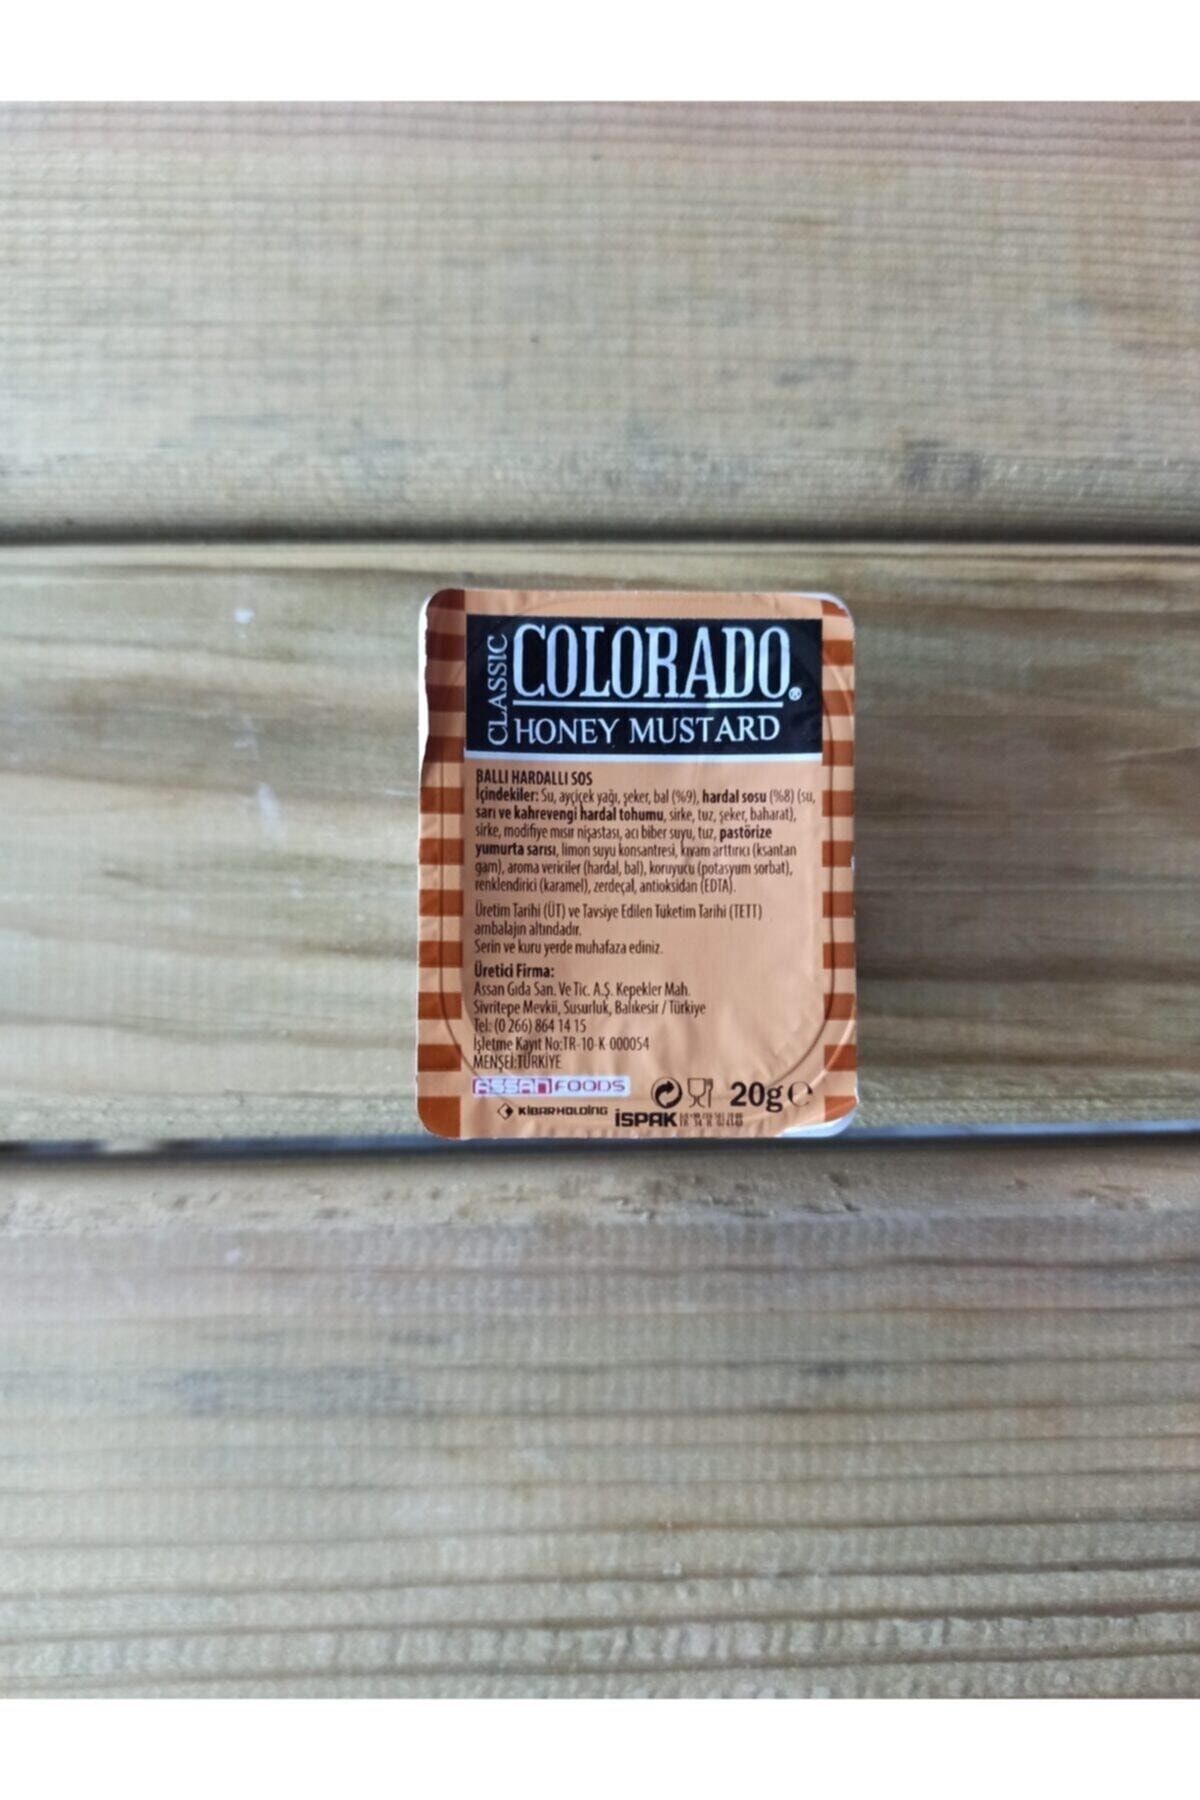 CLASSIC
COLORADO®
HONEY MUSTARD
BALLI HARDALLI SOS
İçindekiler: Su, ayçiçek yağı, şeker, bal (%9), hardal sosu (%8) (su,
sarı ve kahverengi hardal tohumu, sirke, tuz, şeker, baharat),
sirke, modifiye mısır nişastası, acı biber suyu, tuz, pastörize
yumurta sarısı, limon suyu konsantresi, kıvam arttırıcı (ksantan
gam), aroma vericiler (hardal, bal), koruyucu (potasyum sorbat),
renklendirici (karamel), zerdeçal, antioksidan (EDTA).
Üretim Tarihi (ÜT) ve Tavsiye Edilen Tüketim Tarihi (TETT)
ambalajın altındadır.
Serin ve kuru yerde muhafaza ediniz.
Üretici Firma:
Assan Gıda San. Ve Tic. A.Ş. Kepekler Mah.
Sivritepe Mevkii, Susurluk, Balıkesir / Türkiye
Tel: (0 266) 864 14 15
İşletme Kayıt No:TR-10-K-000054
MENŞEİ:TÜRKİYE
ASSAN FOODS
20g ℮
KİBAR HOLDİNG
İSPAK